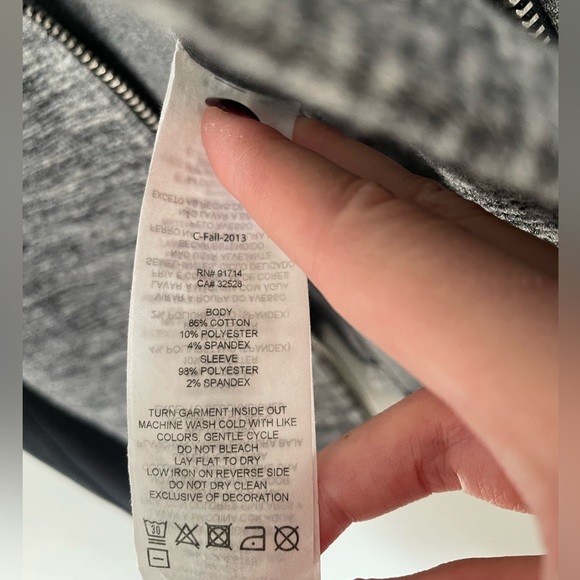 C-Fall-2013
RN# 91714
CA# 32528
BODY
86% COTTON
10% POLYESTER
4% SPANDEX
SLEEVE
98% POLYESTER
2% SPANDEX
TURN GARMENT INSIDE OUT
MACHINE WASH COLD WITH LIKE
COLORS, GENTLE CYCLE
DO NOT BLEACH
LAY FLAT TO DRY
LOW IRON ON REVERSE SIDE
DO NOT DRY CLEAN
EXCLUSIVE OF DECORATION
30